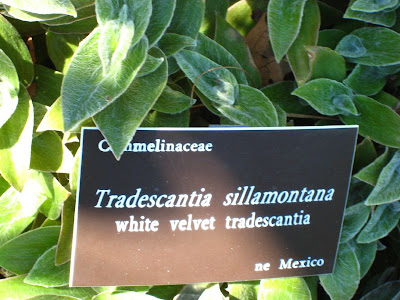 Commelinaceae
Tradescantia sillamontana
white velvet tradescantia
ne Mexico